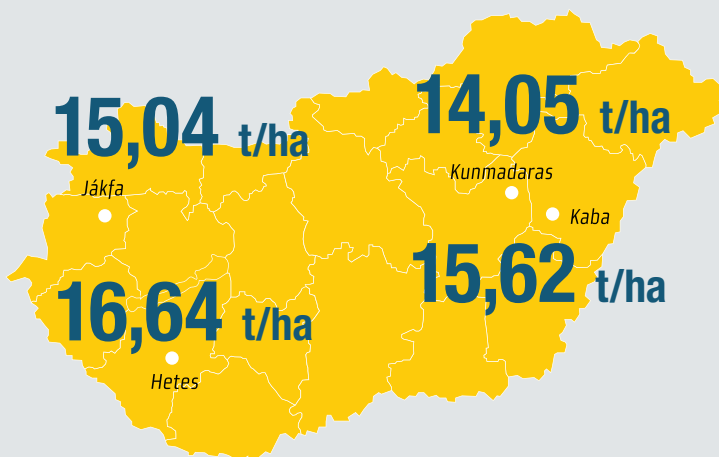 15,04 t/ha
Jákfa
14,05 t/ha
Kunmadaras
Kaba
15,62 t/ha
16,64 t/ha
Hetes